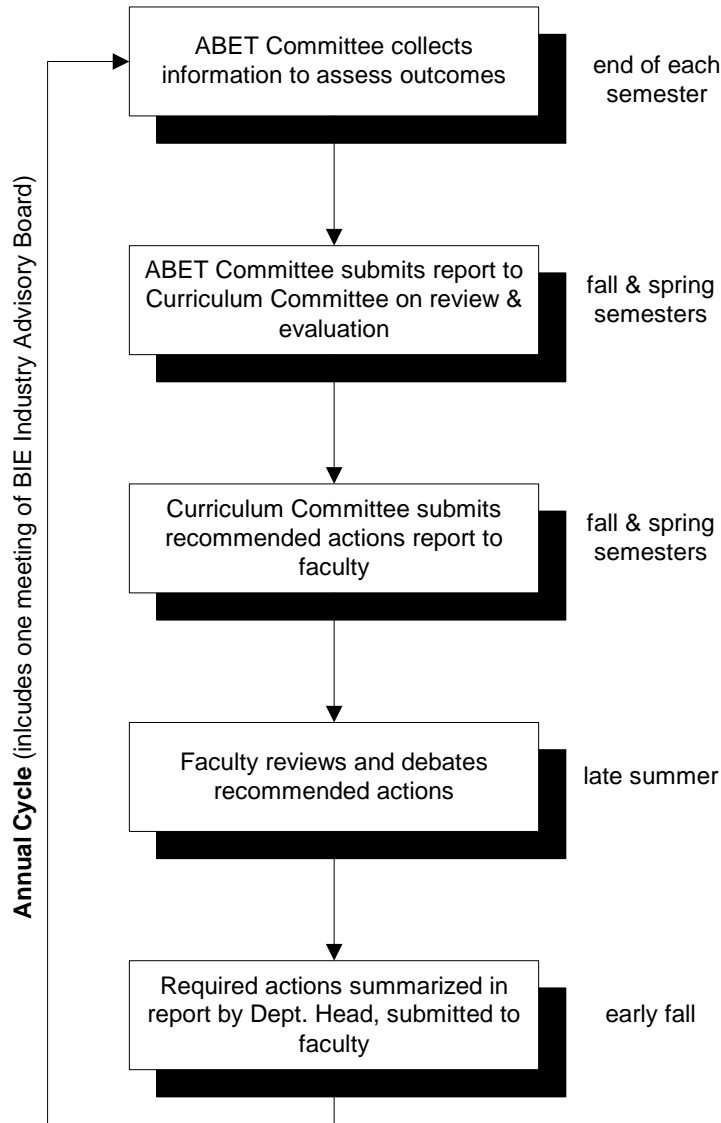 ABET Committee collects
information to assess outcomes
end of each
semester
ABET Committee submits report to
Curriculum Committee on review &
evaluation
fall & spring
semesters
Curriculum Committee submits
recommended actions report to
faculty
fall & spring
semesters
Faculty reviews and debates
recommended actions
late summer
Required actions summarized in
report by Dept. Head, submitted to
faculty
early fall
Annual Cycle (inlcudes one meeting of BIE Industry Advisory Board)